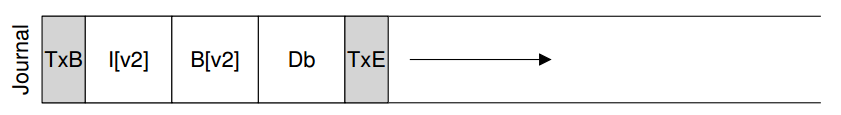 Journal
TxB I[v2] B[v2] Db TxE